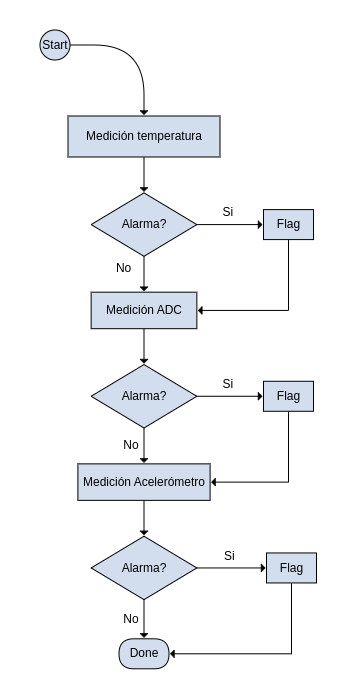 Start
Medición temperatura
Alarma?
Si
Flag
No
Medición ADC
Alarma?
Si
Flag
No
Medición Acelerómetro
Alarma?
Si
Flag
No
Done